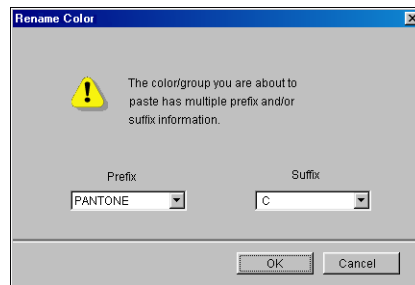 Rename Color
The color/group you are about to
paste has multiple prefix and/or
suffix information.
Prefix Suffix
PANTONE C
OK Cancel